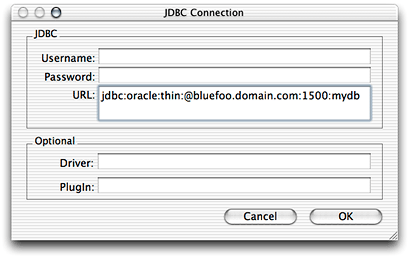 JDBC Connection
JDBC
Username:
Password:
URL: jdbc:oracle:thin:@bluefoo.domain.com:1500:mydb
Optional
Driver:
PlugIn:
Cancel OK